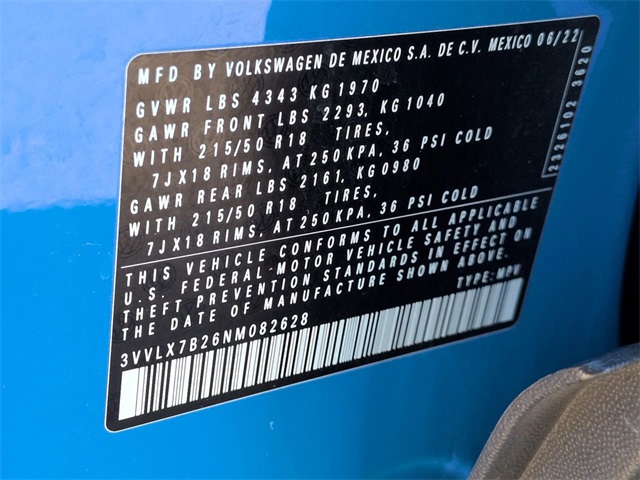 MFD BY VOLKSWAGEN DE MEXICO S.A. DE C.V. MEXICO 06/22
GVWR LBS 4343 KG 1970
GAWR FRONT LBS 2293, KG 1040
WITH 215/50 R18 TIRES,
7JX18 RIMS, AT 250 KPA, 36 PSI COLD
GAWR REAR LBS 2161, KG 0980
WITH 215/50 R18 TIRES,
7JX18 RIMS, AT 250 KPA, 36 PSI COLD
THIS VEHICLE CONFORMS TO ALL APPLICABLE
U.S. FEDERAL MOTOR VEHICLE SAFETY AND
THEFT PREVENTION STANDARDS IN EFFECT ON
THE DATE OF MANUFACTURE SHOWN ABOVE.
TYPE: MPV
3VVLX7B26NM082628
2326102 3620